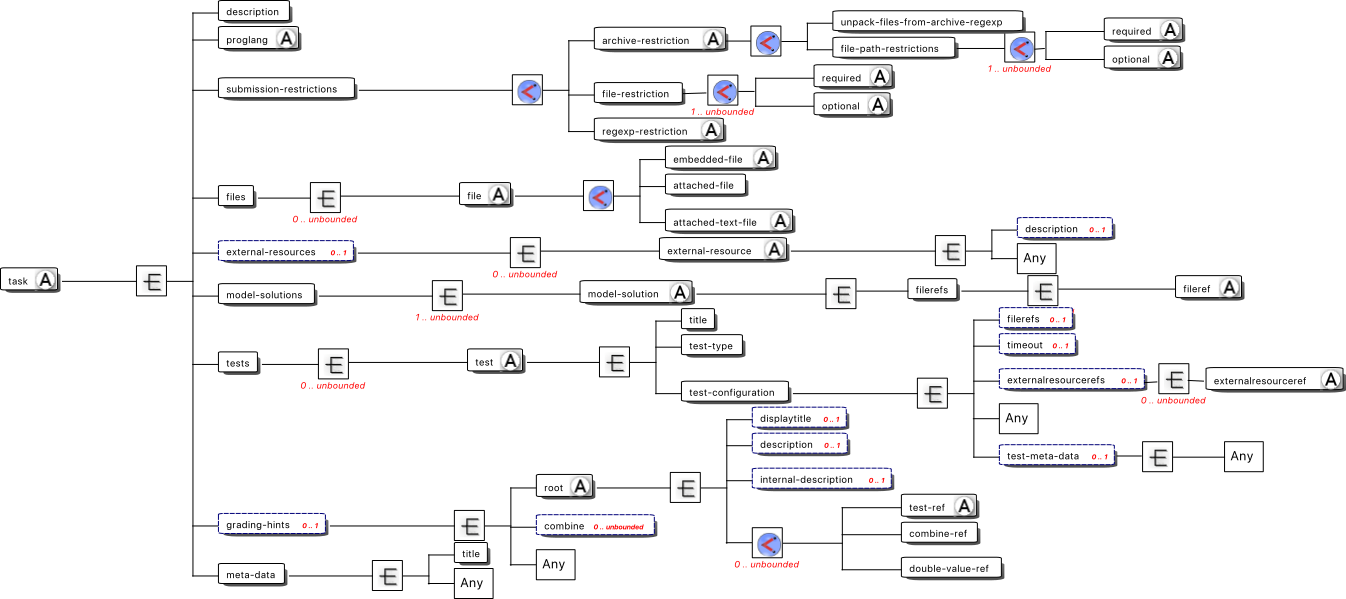 description
proglang A
submission-restrictions
archive-restriction A
unpack-files-from-archive-regexp
file-path-restrictions
1 .. unbounded
required A
optional A
file-restriction
1 .. unbounded
required A
optional A
regexp-restriction A
files
0 .. unbounded
file A
embedded-file A
attached-file
attached-text-file A
external-resources 0 .. 1
0 .. unbounded
external-resource A
description 0 .. 1
Any
task A
model-solutions
1 .. unbounded
model-solution A
filerefs
fileref A
tests
0 .. unbounded
test A
title
test-type
test-configuration
filerefs 0 .. 1
timeout 0 .. 1
externalresourcerefs 0 .. 1
0 .. unbounded
externalresourceref A
Any
test-meta-data 0 .. 1
Any
grading-hints 0 .. 1
root A
displaytitle 0 .. 1
description 0 .. 1
internal-description 0 .. 1
0 .. unbounded
test-ref A
combine-ref
double-value-ref
combine 0 .. unbounded
Any
meta-data
title
Any